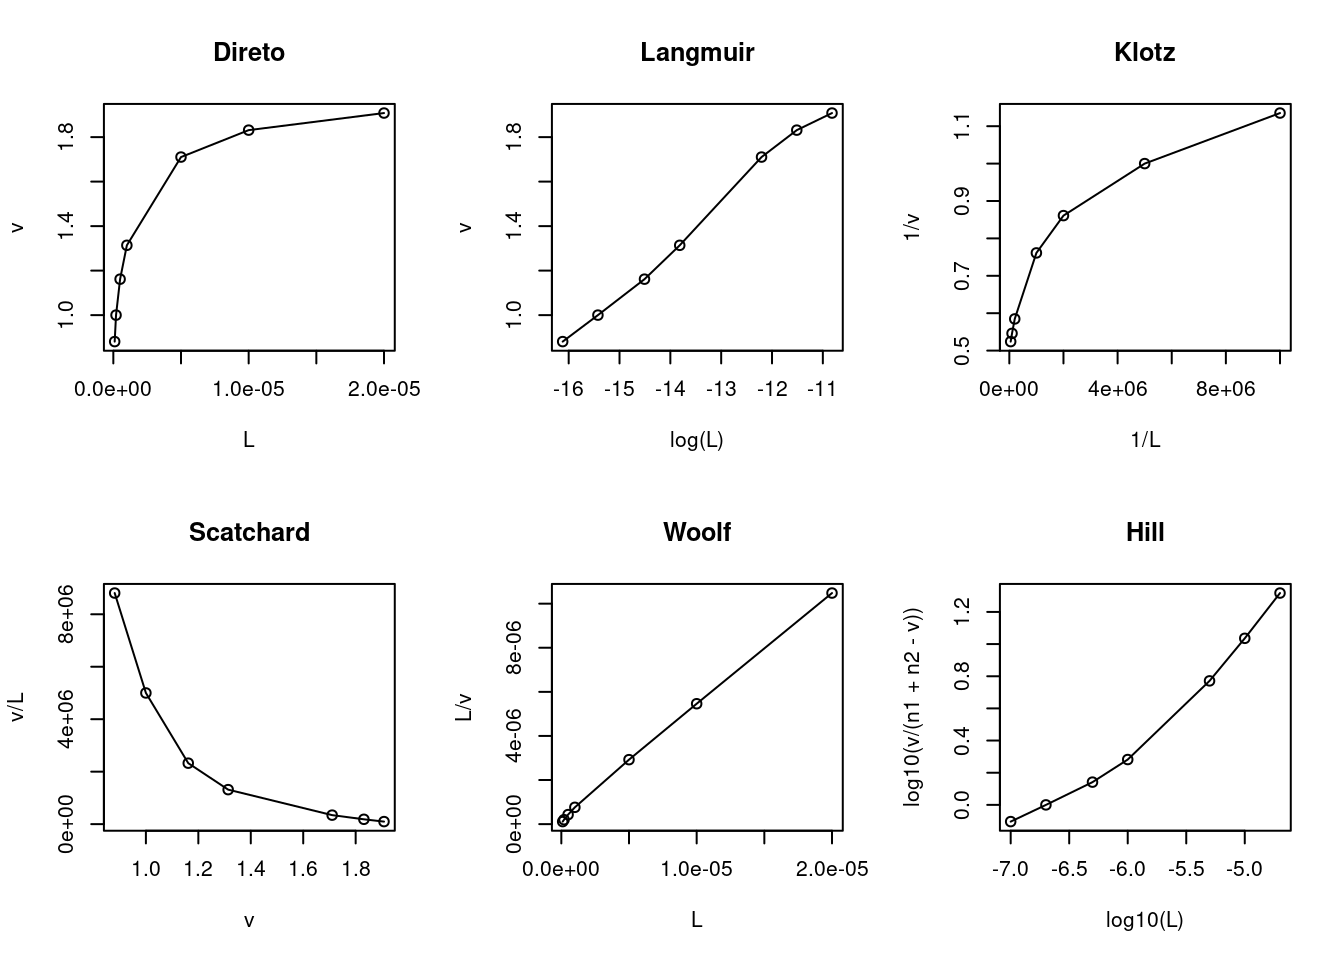 Direto
v
1.0
1.4
1.8
0.0e+00 1.0e-05 2.0e-05
L
Langmuir
v
1.0
1.4
1.8
-16 -15 -14 -13 -12 -11
log(L)
Klotz
1/v
0.5
0.7
0.9
1.1
0e+00 4e+06 8e+06
1/L
Scatchard
v/L
0e+00
4e+06
8e+06
1.0 1.2 1.4 1.6 1.8
v
Woolf
L/v
0e+00
4e-06
8e-06
0.0e+00 1.0e-05 2.0e-05
L
Hill
log10(v/(n1 + n2 - v))
0.0
0.4
0.8
1.2
-7.0 -6.5 -6.0 -5.5 -5.0
log10(L)